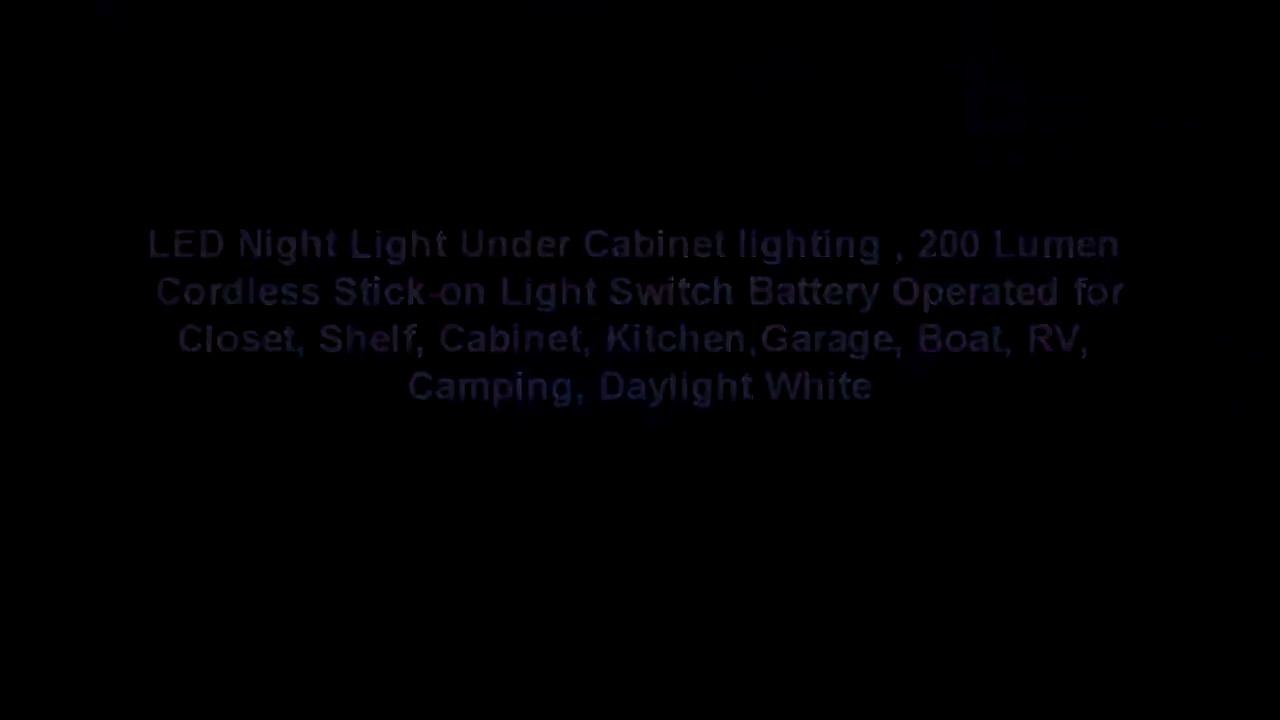 LED Night Light Under Cabinet lighting , 200 Lumen
Cordless Stick-on Light Switch Battery Operated for
Closet, Shelf, Cabinet, Kitchen,Garage, Boat, RV,
Camping, Daylight White